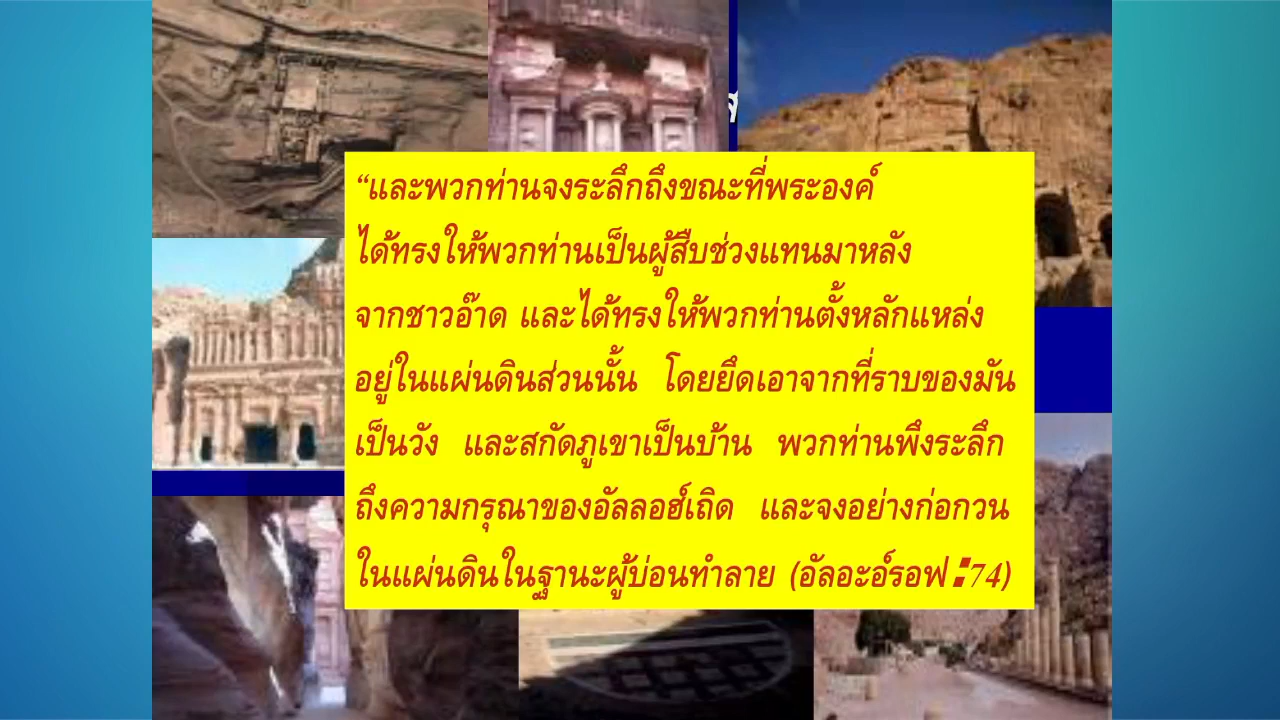 “และพวกท่านจงระลึกถึงขณะที่พระองค์
ได้ทรงให้พวกท่านเป็นผู้สืบช่วงแทนมาหลัง
จากชาวอ๊าด และได้ทรงให้พวกท่านตั้งหลักแหล่ง
อยู่ในแผ่นดินส่วนนั้น โดยยึดเอาจากที่ราบของมัน
เป็นวัง และสกัดภูเขาเป็นบ้าน พวกท่านพึงระลึก
ถึงความกรุณาของอัลลอฮ์เถิด และจงอย่างก่อกวน
ในแผ่นดินในฐานะผู้บ่อนทำลาย (อัลอะอ์รอฟ :74)